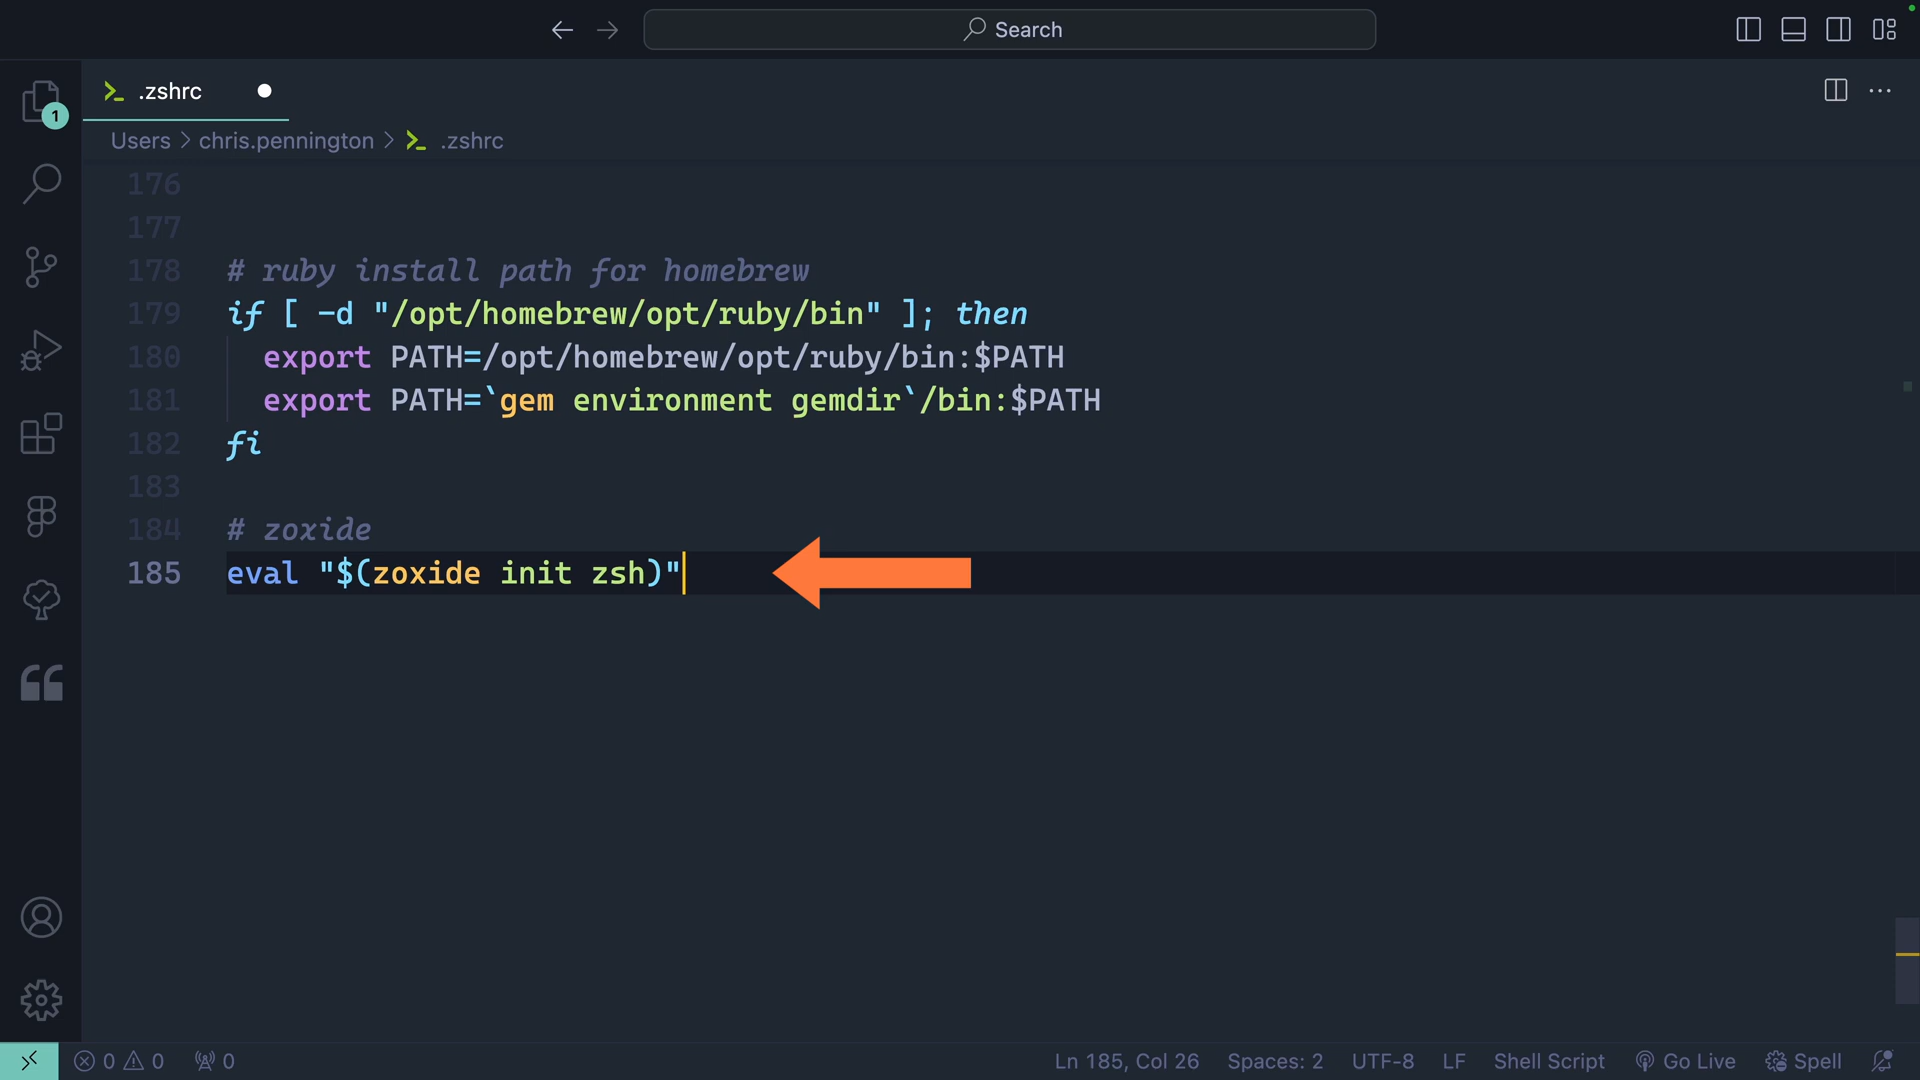 Search
.zshrc
1
Users > chris.pennington > .zshrc
176
177
178 # ruby install path for homebrew
179 if [ -d "/opt/homebrew/opt/ruby/bin" ]; then
180 export PATH=/opt/homebrew/opt/ruby/bin:$PATH
181 export PATH=`gem environment gemdir`/bin:$PATH
182 fi
183
184 # zoxide
185 eval "$(zoxide init zsh)"
0 0 0 Ln 185, Col 26 Spaces: 2 UTF-8 LF Shell Script Go Live Spell